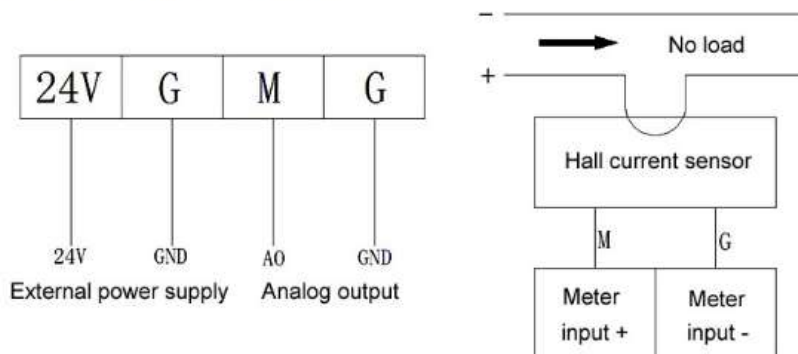 24V G M G
24V GND AO GND
External power supply Analog output
−
No load
+
Hall current sensor
M G
Meter input +
Meter input -